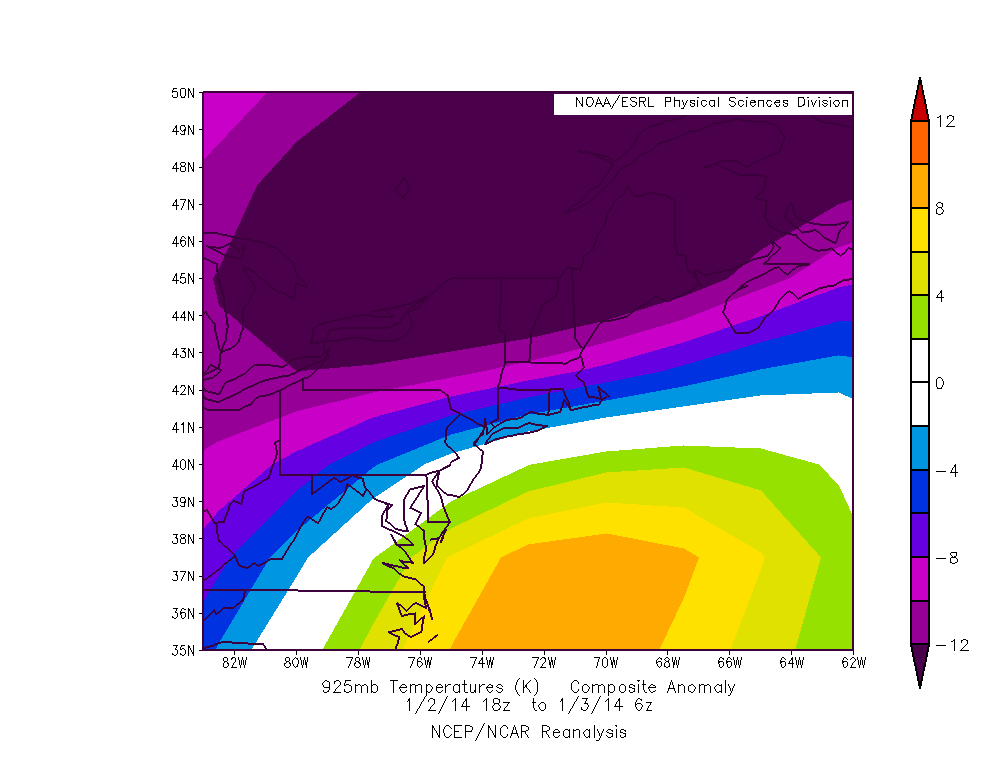 NOAA/ESRL Physical Sciences Division
50N
49N
48N
47N
46N
45N
44N
43N
42N
41N
40N
39N
38N
37N
36N
35N
82W 80W 78W 76W 74W 72W 70W 68W 66W 64W 62W
12
8
4
0
−4
−8
−12
925mb Temperatures (K) Composite Anomaly
1/2/14 18z to 1/3/14 6z
NCEP/NCAR Reanalysis